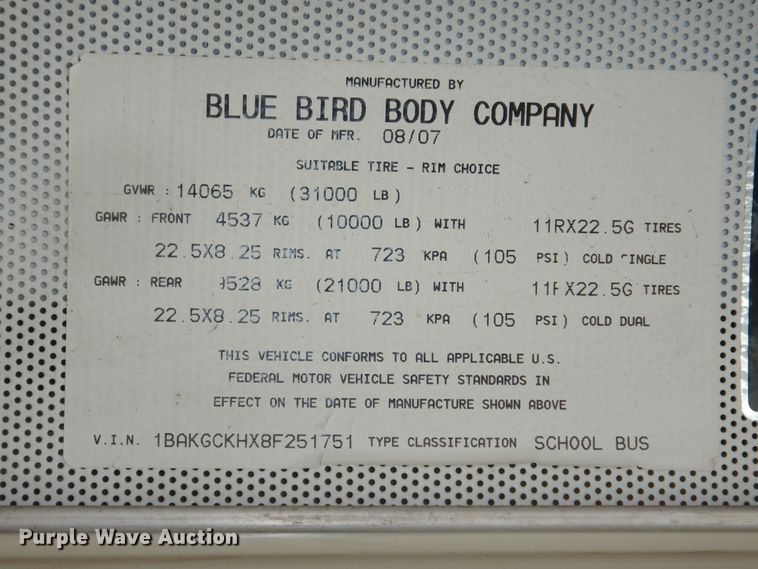 MANUFACTURED BY
BLUE BIRD BODY COMPANY
DATE OF MFR. 08/07
SUITABLE TIRE - RIM CHOICE
GVWR : 14065 KG (31000 LB)
GAWR : FRONT 4537 KG (10000 LB) WITH 11RX22.5G TIRES
22.5X8.25 RIMS. AT 723 KPA (105 PSI) COLD
GAWR : REAR KG (21000 LB) WITH TIRES
22.5X8.25 RIMS. AT 723 KPA (105 PSI) COLD DUAL
THIS VEHICLE CONFORMS TO ALL APPLICABLE U.S.
FEDERAL MOTOR VEHICLE SAFETY STANDARDS IN
EFFECT ON THE DATE OF MANUFACTURE SHOWN ABOVE
V.I.N. 1BAKGCKHX8F251751 TYPE CLASSIFICATION SCHOOL BUS
Purple Wave Auction